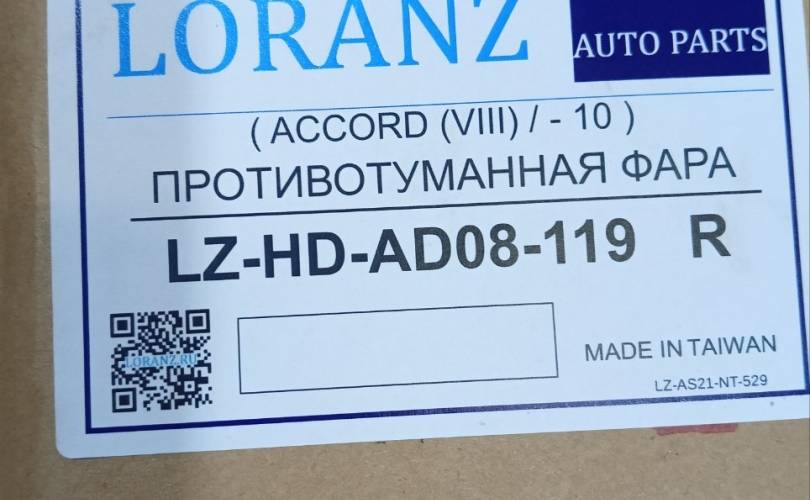 LORANZ
AUTO PARTS
( ACCORD (VIII) / - 10 )
ПРОТИВОТУМАННАЯ ФАРА
LZ-HD-AD08-119 R
LORANZ.RU
MADE IN TAIWAN
LZ-AS21-NT-529